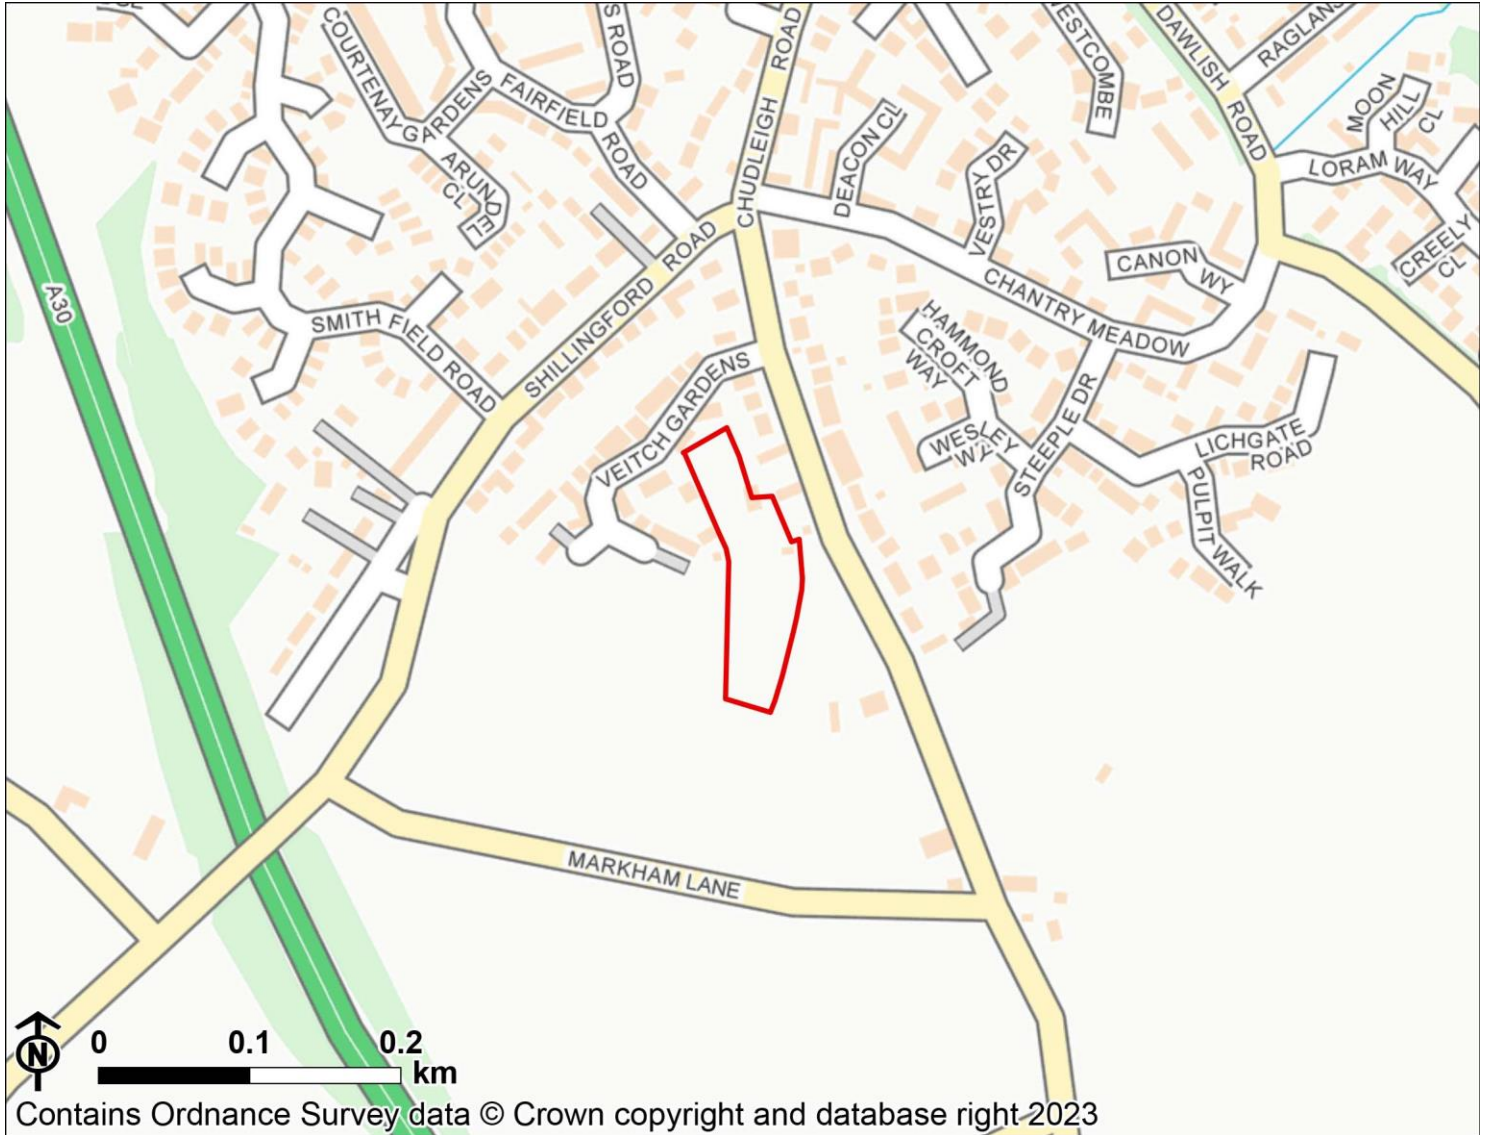 COURTENAY
GARDENS
S ROAD
FAIRFIELD
ROAD
ARUNDEL
CL
CHUDLEIGH ROAD
DEACON CL
VESTRY DR
ESTCOMBE
DAWLISH ROAD
RAGLANS
MOON
HILL
CL
LORAM WAY
CREELY
CL
CANON
WY
CHANTRY MEADOW
A30
SMITH FIELD ROAD
SHILLINGFORD ROAD
VEITCH GARDENS
HAMMOND
CROFT
WAY
WESLEY
WY
STEEPLE DR
LICHGATE
ROAD
PULPIT WALK
MARKHAM LANE
N
0 0.1 0.2
km
Contains Ordnance Survey data © Crown copyright and database right 2023